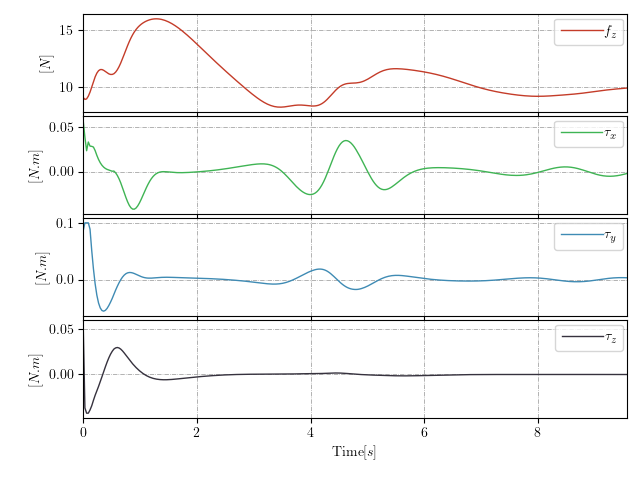 15
10
[N]
f_z
0.05
0.00
[N.m]
τ_x
0.1
0.0
[N.m]
τ_y
0.05
0.00
[N.m]
τ_z
0 2 4 6 8
Time[s]